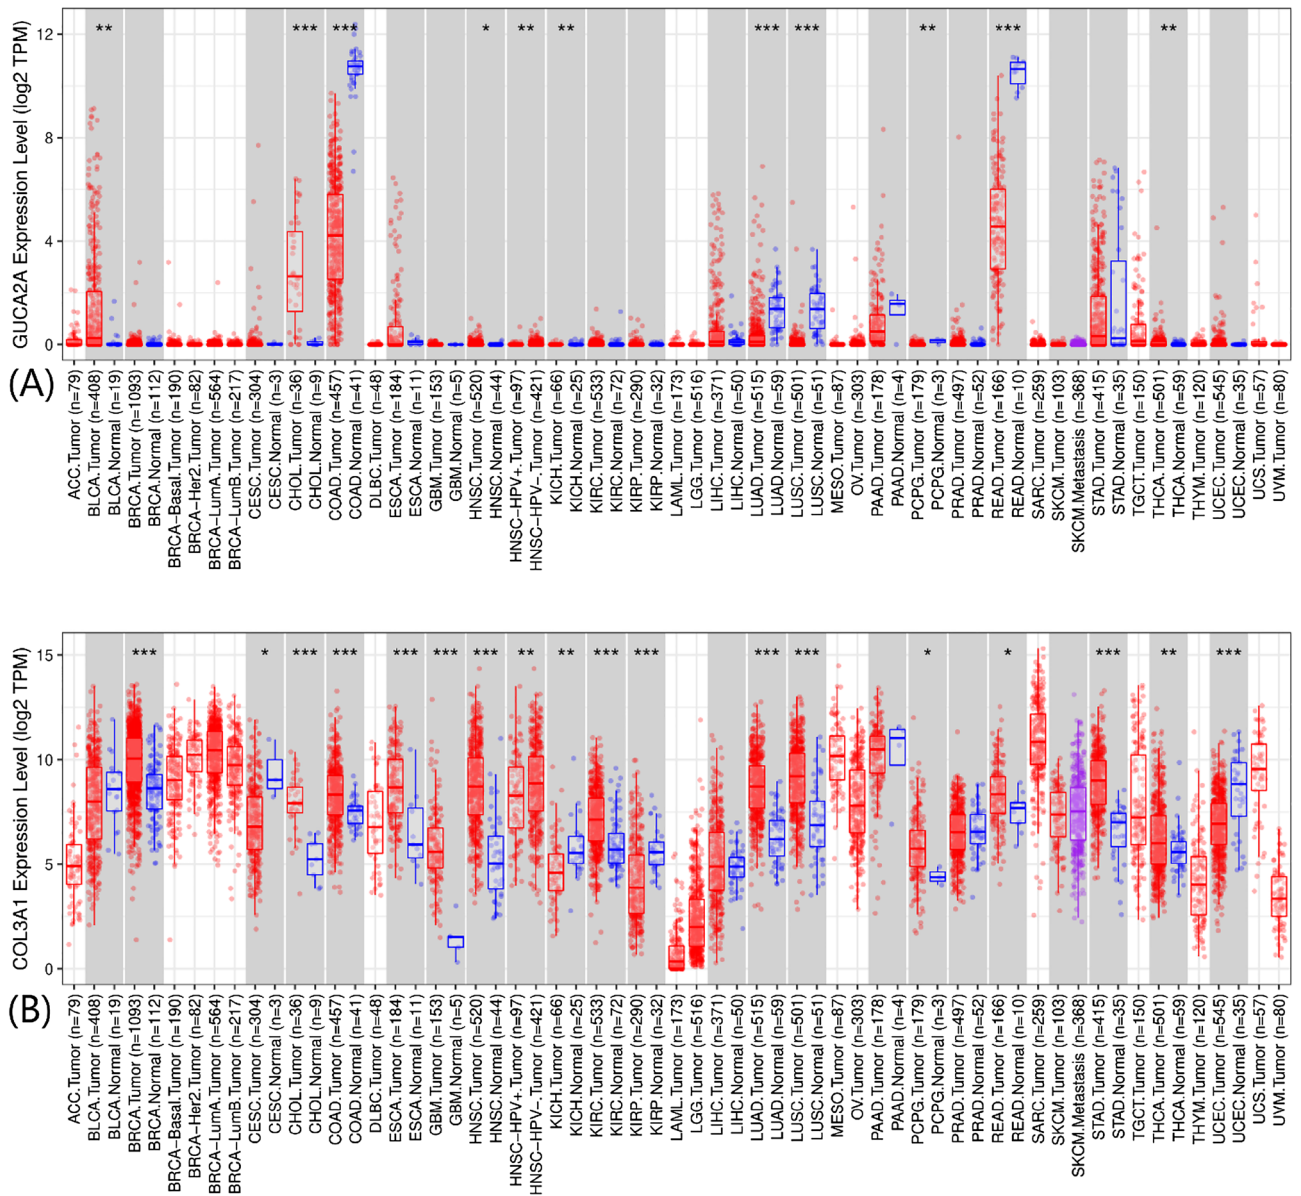 GUCA2A Expression Level (log2 TPM)
12
8
4
0
** *** *** * ** ** *** *** ** *** **
(A)
ACC.Tumor (n=79)
BLCA.Tumor (n=408)
BLCA.Normal (n=19)
BRCA.Tumor (n=1093)
BRCA.Normal (n=112)
BRCA-Basal.Tumor (n=190)
BRCA-Her2.Tumor (n=82)
BRCA-LumA.Tumor (n=564)
BRCA-LumB.Tumor (n=217)
CESC.Tumor (n=304)
CESC.Normal (n=3)
CHOL.Tumor (n=36)
CHOL.Normal (n=9)
COAD.Tumor (n=457)
COAD.Normal (n=41)
DLBC.Tumor (n=48)
ESCA.Tumor (n=184)
ESCA.Normal (n=11)
GBM.Tumor (n=153)
GBM.Normal (n=5)
HNSC.Tumor (n=520)
HNSC.Normal (n=44)
HNSC-HPV+.Tumor (n=97)
HNSC-HPV-.Tumor (n=421)
KICH.Tumor (n=66)
KICH.Normal (n=25)
KIRC.Tumor (n=533)
KIRC.Normal (n=72)
KIRP.Tumor (n=290)
KIRP.Normal (n=32)
LAML.Tumor (n=173)
LGG.Tumor (n=516)
LIHC.Tumor (n=371)
LIHC.Normal (n=50)
LUAD.Tumor (n=515)
LUAD.Normal (n=59)
LUSC.Tumor (n=501)
LUSC.Normal (n=51)
MESO.Tumor (n=87)
OV.Tumor (n=303)
PAAD.Tumor (n=178)
PAAD.Normal (n=4)
PCPG.Tumor (n=179)
PCPG.Normal (n=3)
PRAD.Tumor (n=497)
PRAD.Normal (n=52)
READ.Tumor (n=166)
READ.Normal (n=10)
SARC.Tumor (n=259)
SKCM.Tumor (n=103)
SKCM.Metastasis (n=368)
STAD.Tumor (n=415)
STAD.Normal (n=35)
TGCT.Tumor (n=150)
THCA.Tumor (n=501)
THCA.Normal (n=59)
THYM.Tumor (n=120)
UCEC.Tumor (n=545)
UCEC.Normal (n=35)
UCS.Tumor (n=57)
UVM.Tumor (n=80)
COL3A1 Expression Level (log2 TPM)
15
10
5
0
*** * *** *** *** *** *** ** ** *** *** *** *** * * *** ** ***
(B)
ACC.Tumor (n=79)
BLCA.Tumor (n=408)
BLCA.Normal (n=19)
BRCA.Tumor (n=1093)
BRCA.Normal (n=112)
BRCA-Basal.Tumor (n=190)
BRCA-Her2.Tumor (n=82)
BRCA-LumA.Tumor (n=564)
BRCA-LumB.Tumor (n=217)
CESC.Tumor (n=304)
CESC.Normal (n=3)
CHOL.Tumor (n=36)
CHOL.Normal (n=9)
COAD.Tumor (n=457)
COAD.Normal (n=41)
DLBC.Tumor (n=48)
ESCA.Tumor (n=184)
ESCA.Normal (n=11)
GBM.Tumor (n=153)
GBM.Normal (n=5)
HNSC.Tumor (n=520)
HNSC.Normal (n=44)
HNSC-HPV+.Tumor (n=97)
HNSC-HPV-.Tumor (n=421)
KICH.Tumor (n=66)
KICH.Normal (n=25)
KIRC.Tumor (n=533)
KIRC.Normal (n=72)
KIRP.Tumor (n=290)
KIRP.Normal (n=32)
LAML.Tumor (n=173)
LGG.Tumor (n=516)
LIHC.Tumor (n=371)
LIHC.Normal (n=50)
LUAD.Tumor (n=515)
LUAD.Normal (n=59)
LUSC.Tumor (n=501)
LUSC.Normal (n=51)
MESO.Tumor (n=87)
OV.Tumor (n=303)
PAAD.Tumor (n=178)
PAAD.Normal (n=4)
PCPG.Tumor (n=179)
PCPG.Normal (n=3)
PRAD.Tumor (n=497)
PRAD.Normal (n=52)
READ.Tumor (n=166)
READ.Normal (n=10)
SARC.Tumor (n=259)
SKCM.Tumor (n=103)
SKCM.Metastasis (n=368)
STAD.Tumor (n=415)
STAD.Normal (n=35)
TGCT.Tumor (n=150)
THCA.Tumor (n=501)
THCA.Normal (n=59)
THYM.Tumor (n=120)
UCEC.Tumor (n=545)
UCEC.Normal (n=35)
UCS.Tumor (n=57)
UVM.Tumor (n=80)